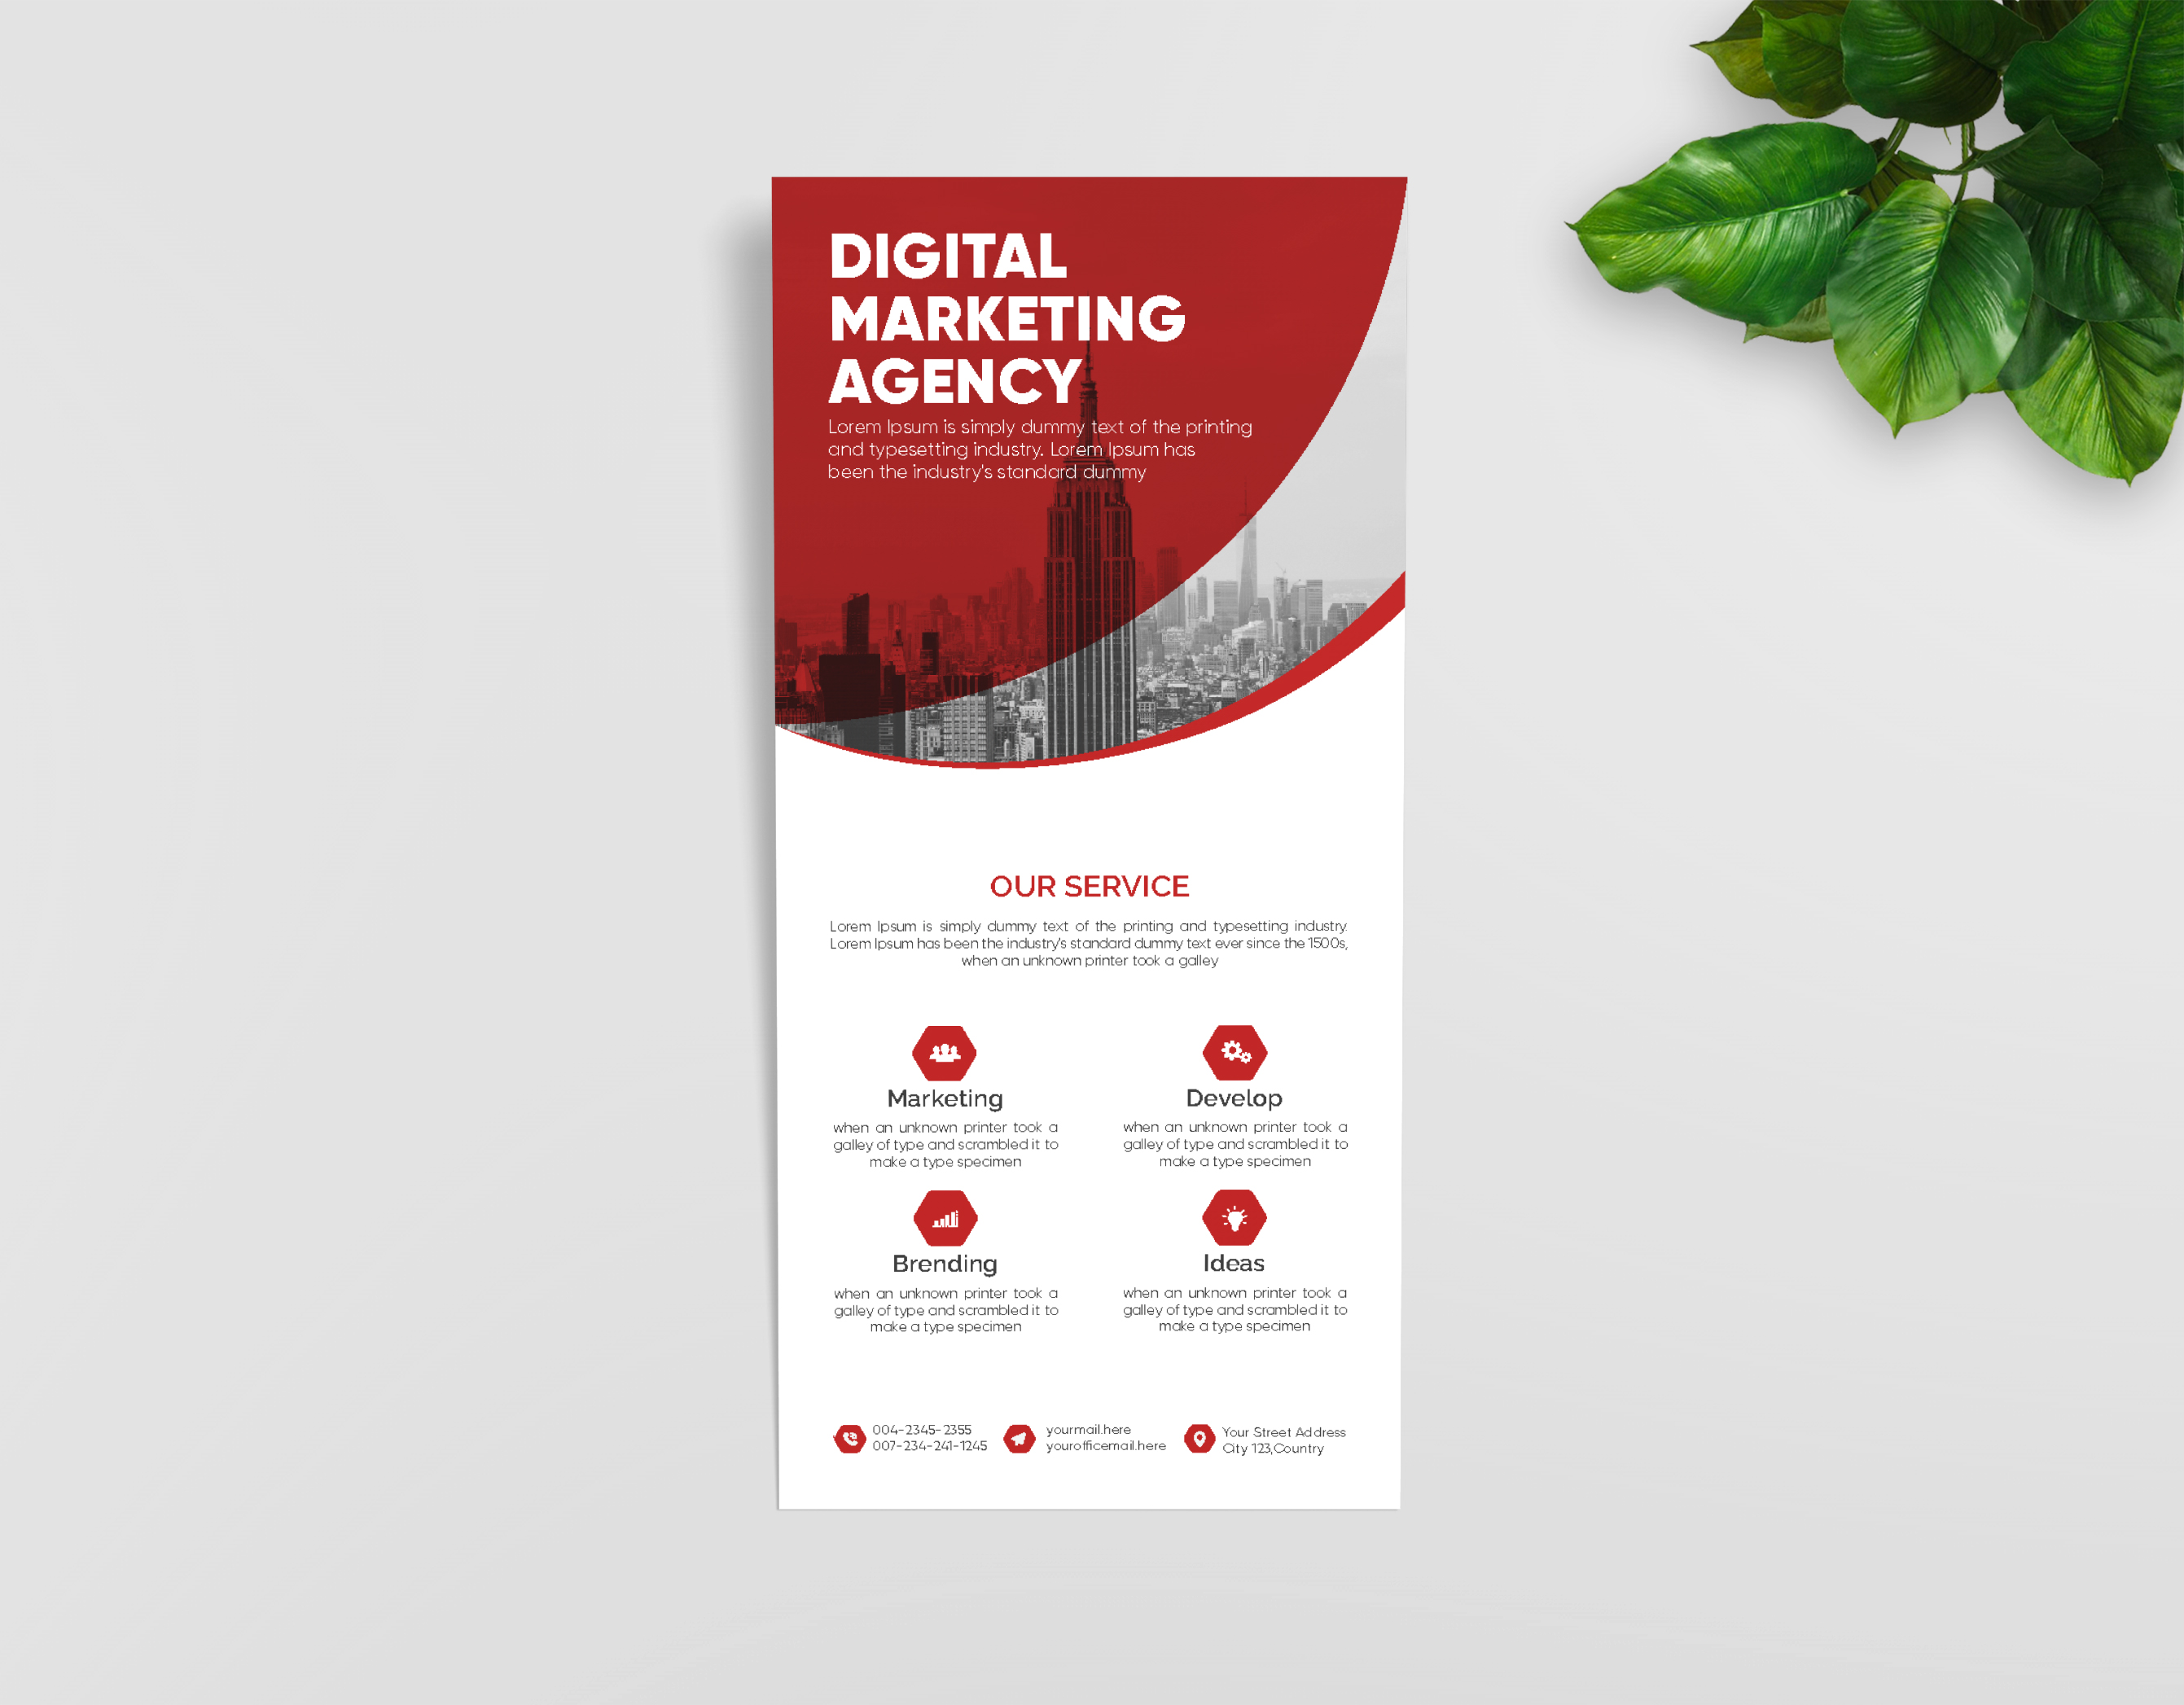 DIGITAL
MARKETING
AGENCY
Lorem Ipsum is simply dummy text of the printing
and typesetting industry. Lorem Ipsum has
been the industry's standard dummy
OUR SERVICE
Lorem Ipsum is simply dummy text of the printing and typesetting industry.
Lorem Ipsum has been the industry's standard dummy text ever since the 1500s,
when an unknown printer took a galley
Marketing
when an unknown printer took a
galley of type and scrambled it to
make a type specimen
Develop
when an unknown printer took a
galley of type and scrambled it to
make a type specimen
Brending
when an unknown printer took a
galley of type and scrambled it to
make a type specimen
Ideas
when an unknown printer took a
galley of type and scrambled it to
make a type specimen
004-2345-2355
007-234-241-1245
yourmail.here
yourofficemail.here
Your Street Address
City 123,Country